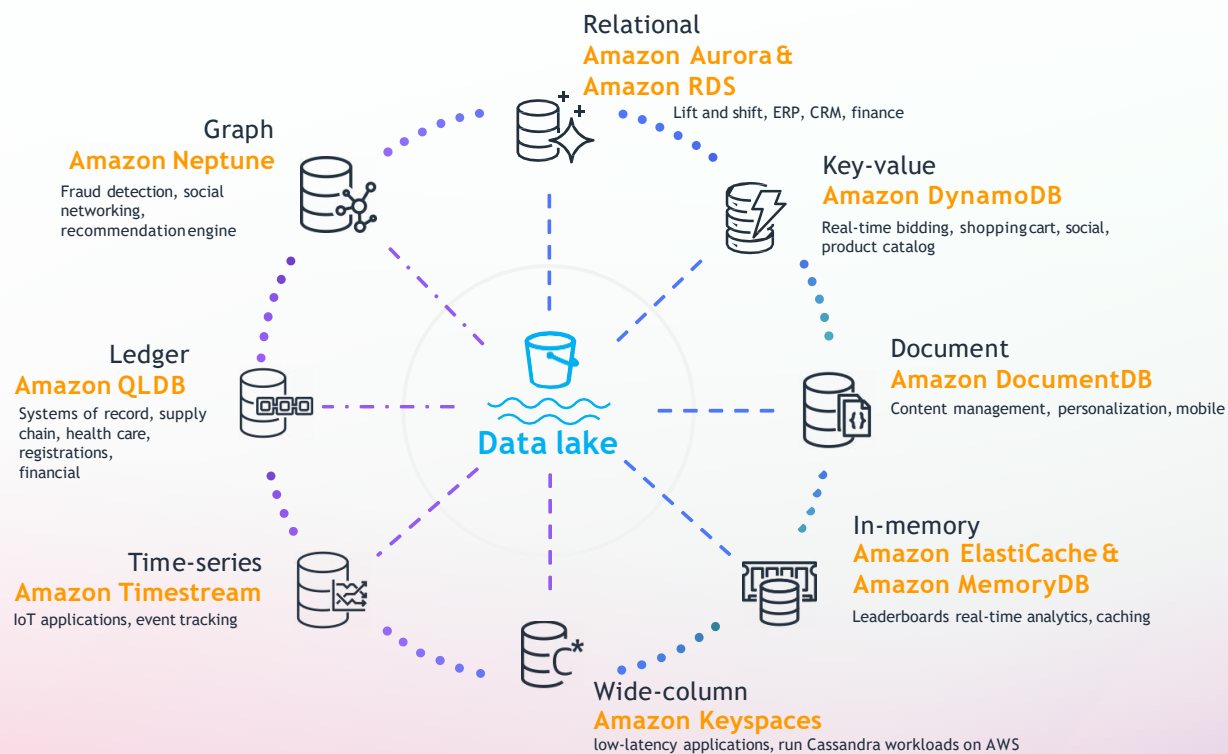 Relational
Amazon Aurora &
Amazon RDS
Lift and shift, ERP, CRM, finance
Graph
Amazon Neptune
Fraud detection, social
networking,
recommendation engine
Key-value
Amazon DynamoDB
Real-time bidding, shopping cart, social,
product catalog
Ledger
Amazon QLDB
Systems of record, supply
chain, health care,
registrations,
financial
Data lake
Document
Amazon DocumentDB
Content management, personalization, mobile
{}
In-memory
Amazon ElastiCache &
Amazon MemoryDB
Leaderboards real-time analytics, caching
Time-series
Amazon Timestream
IoT applications, event tracking
C*
Wide-column
Amazon Keyspaces
low-latency applications, run Cassandra workloads on AWS